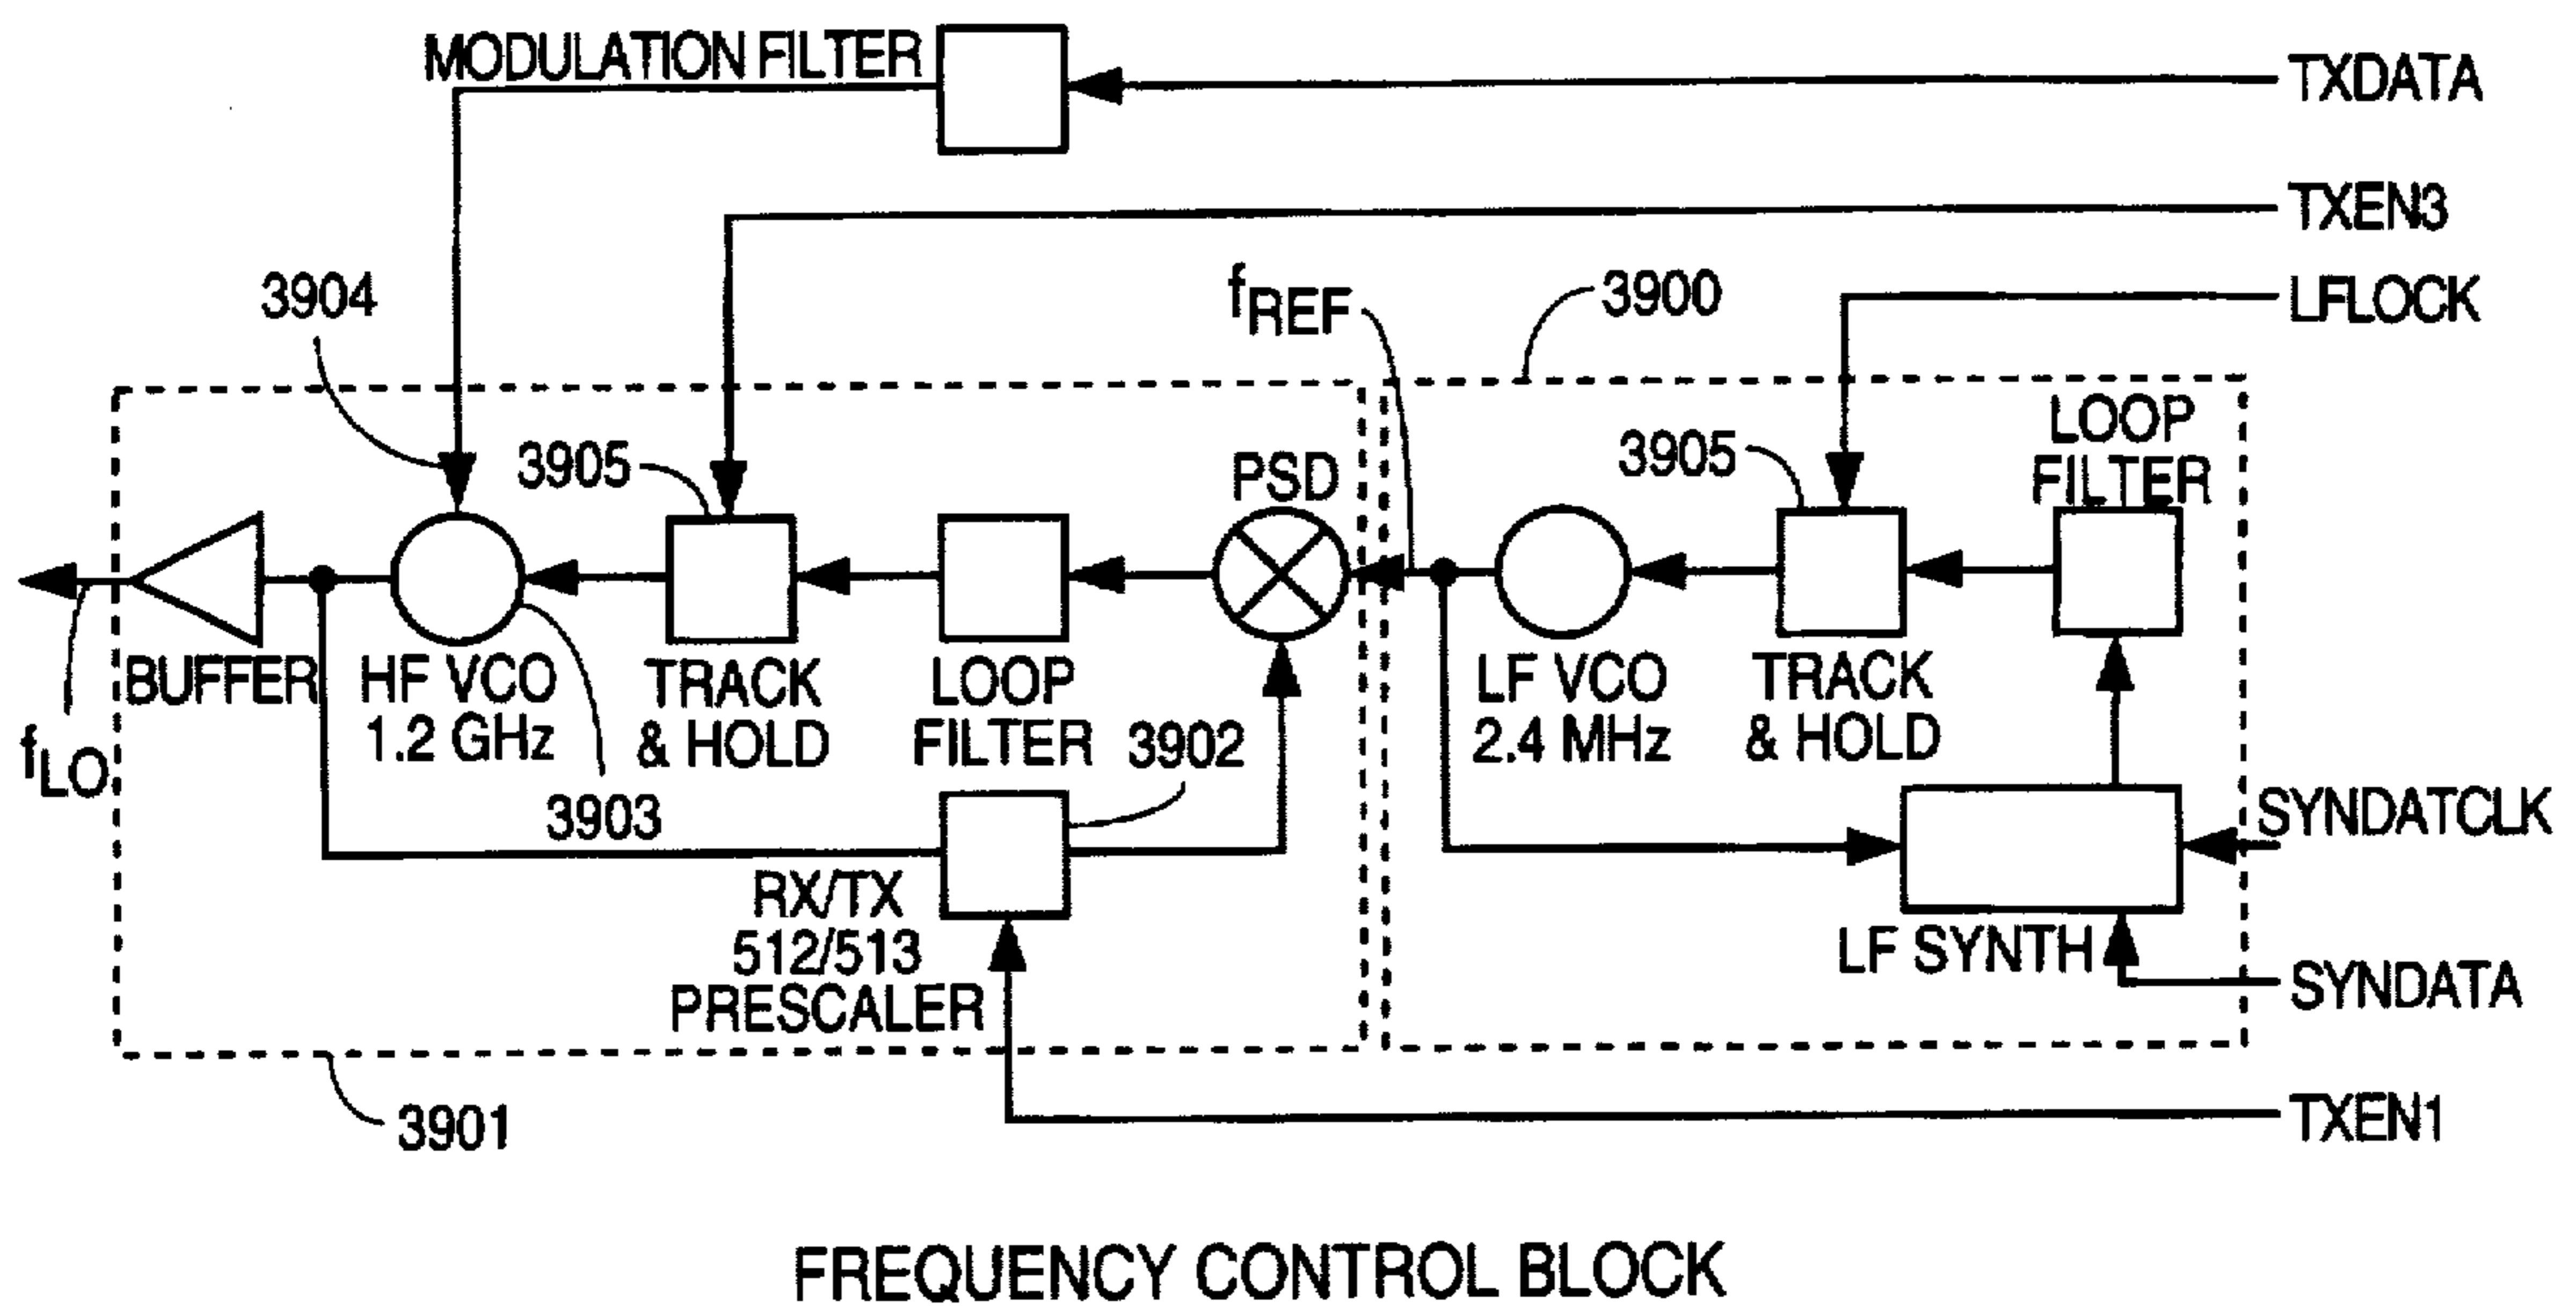 MODULATION FILTER
TXDATA
TXEN3
3904
fREF
3900
LFLOCK
3905
PSD
3905
LOOP
FILTER
BUFFER
HF VCO
1.2 GHz
TRACK
& HOLD
LOOP
FILTER
3902
LF VCO
2.4 MHz
TRACK
& HOLD
fLO
3903
SYNDATCLK
RX/TX
512/513
PRESCALER
LF SYNTH
SYNDATA
3901
TXEN1
FREQUENCY CONTROL BLOCK